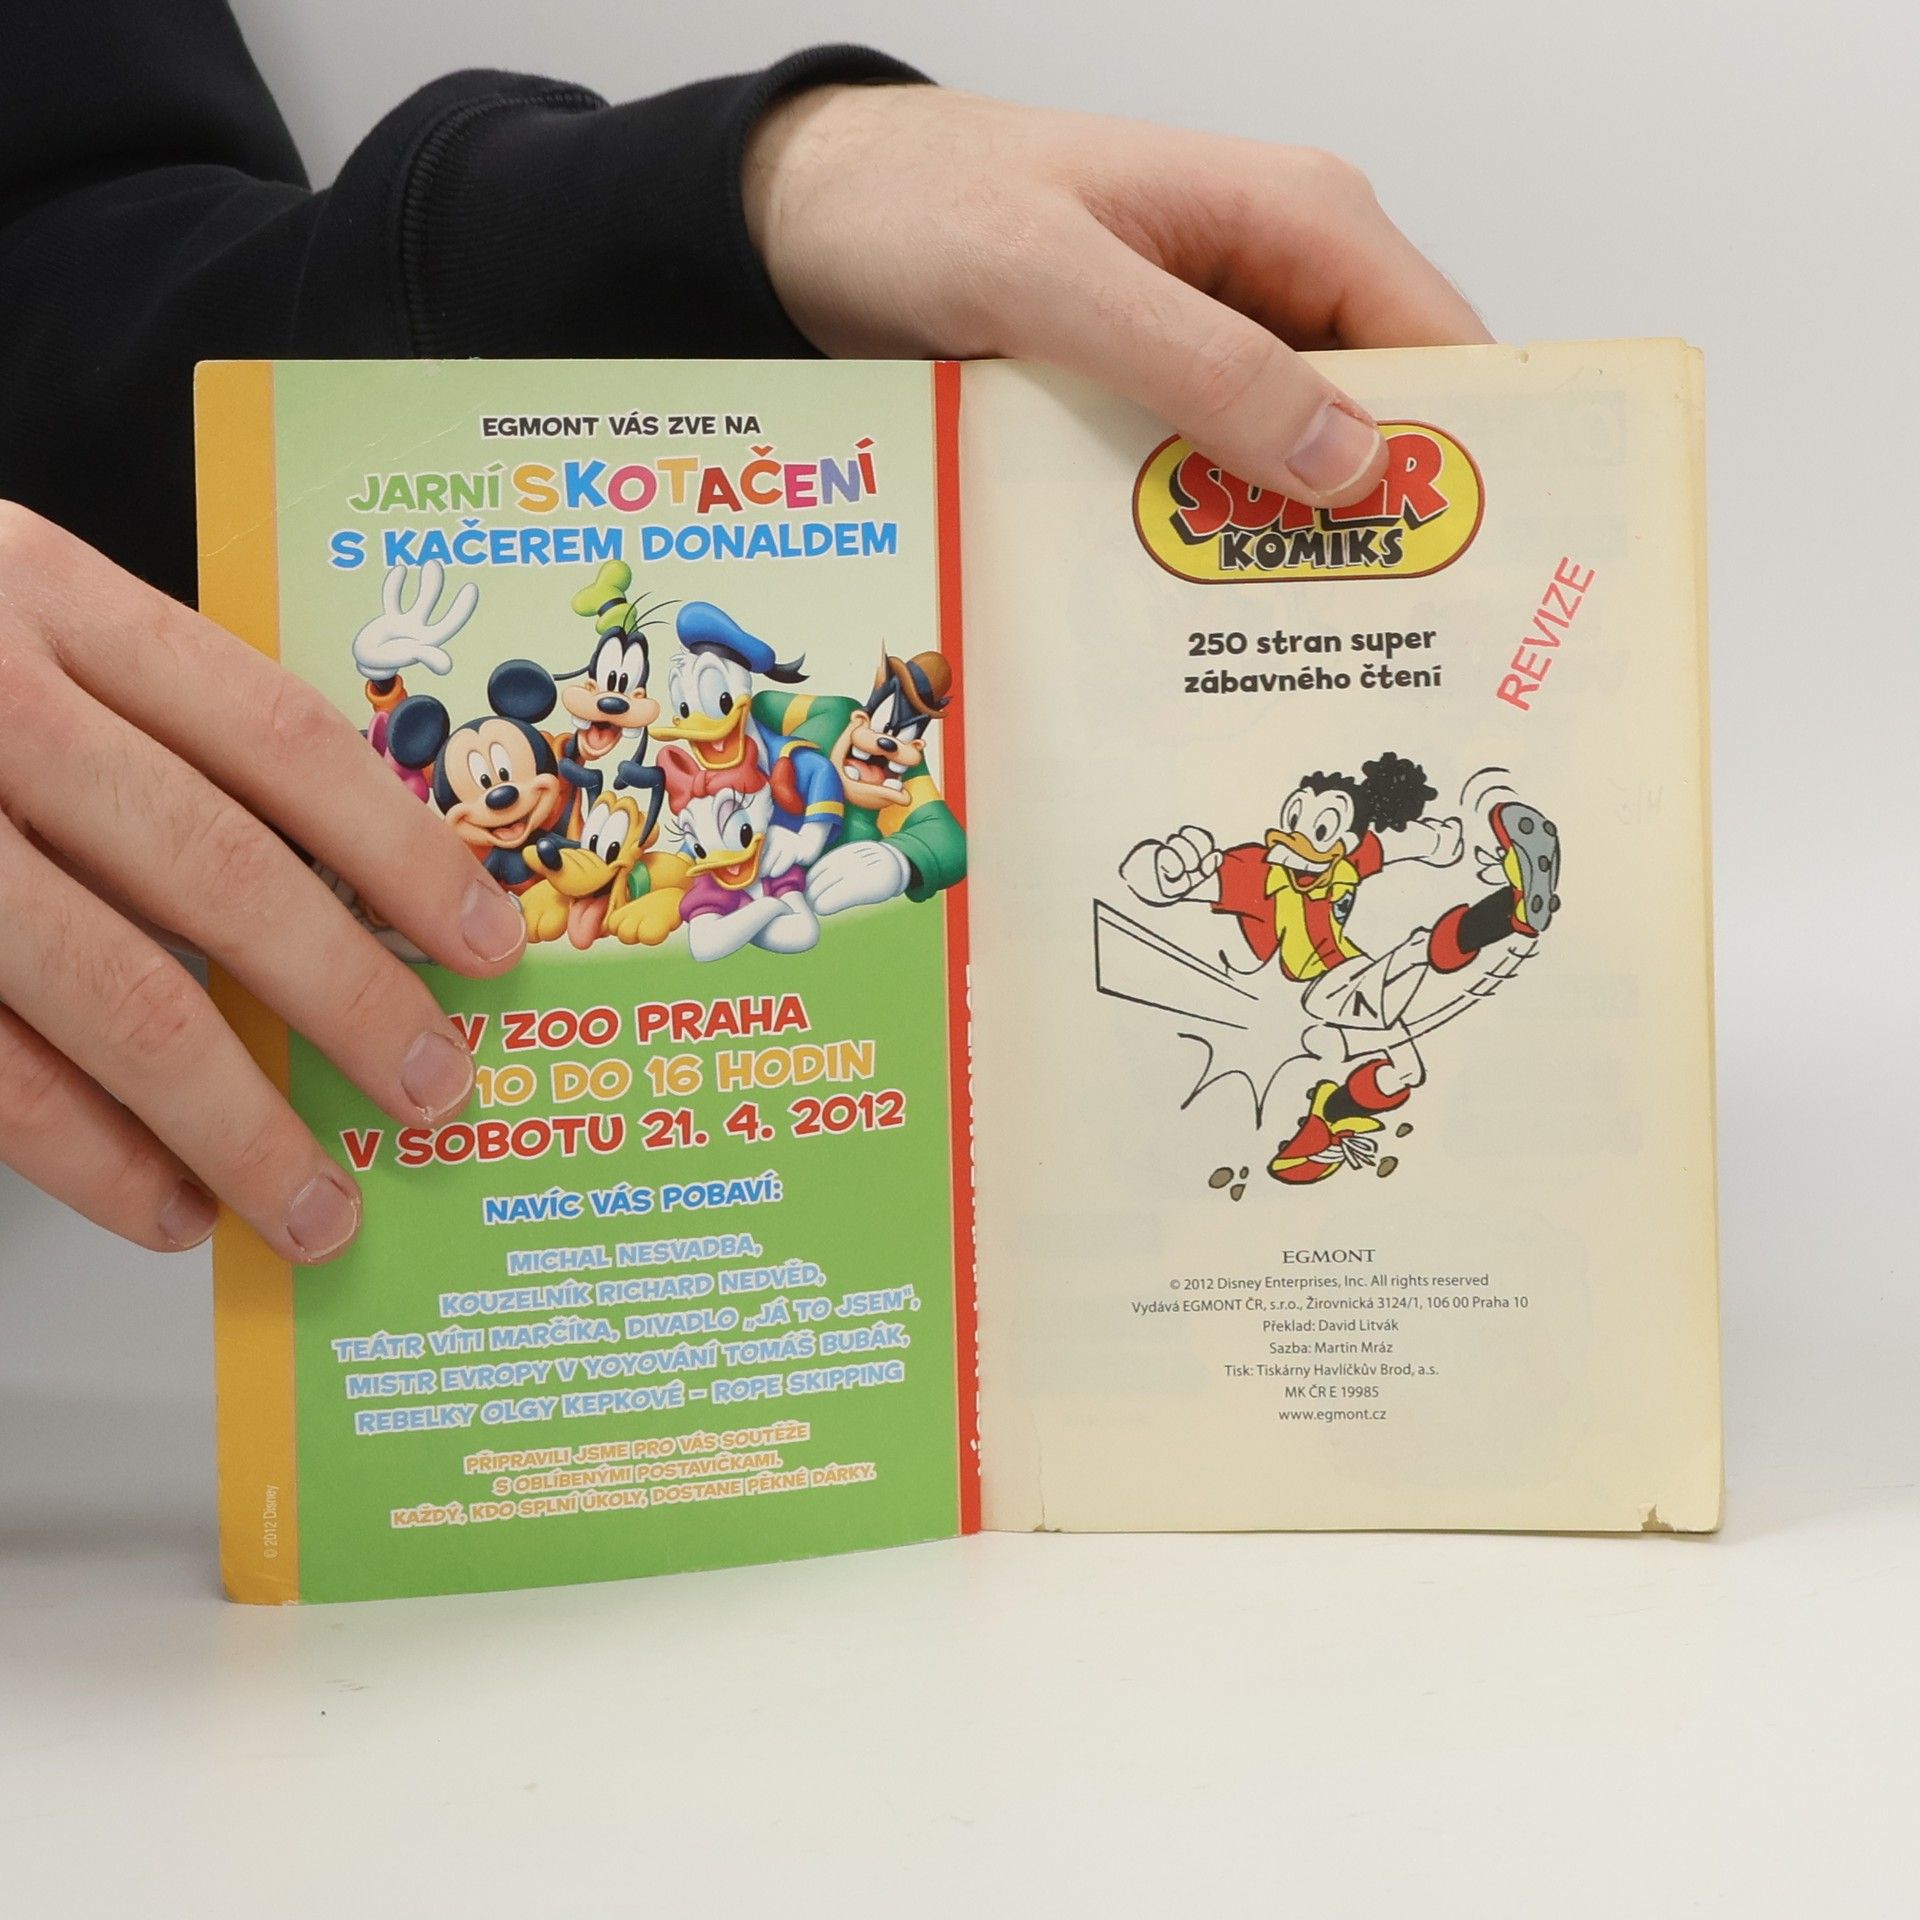 EGMONT VÁS ZVE NA
JARNÍ SKOTAČENÍ
S KAČEREM DONALDEM
V ZOO PRAHA
10 DO 16 HODIN
V SOBOTU 21. 4. 2012
NAVÍC VÁS POBAVÍ:
MICHAL NESVADBA,
KOUZELNÍK RICHARD NEDVĚD,
TEÁTR VÍTI MARČÍKA, DIVADLO „JÁ TO JSEM“,
MISTR EVROPY V YOYOVÁNÍ TOMÁŠ BUBÁK,
REBELKY OLGY KEPKOVÉ – ROPE SKIPPING
PŘIPRAVILI JSME PRO VÁS SOUTĚŽE
S OBLÍBENÝMI POSTAVIČKAMI.
KAŽDÝ, KDO SPLNÍ ÚKOLY, DOSTANE PĚKNÉ DÁRKY.
© 2012 Disney
SUPER
KOMIKS
250 stran super
zábavného čtení
REVIZE
EGMONT
© 2012 Disney Enterprises, Inc. All rights reserved
Vydává EGMONT ČR, s.r.o., Žirovnická 3124/1, 106 00 Praha 10
Překlad: David Litvák
Sazba: Martin Mráz
Tisk: Tiskárny Havlíčkův Brod, a.s.
MK ČR E 19985
www.egmont.cz